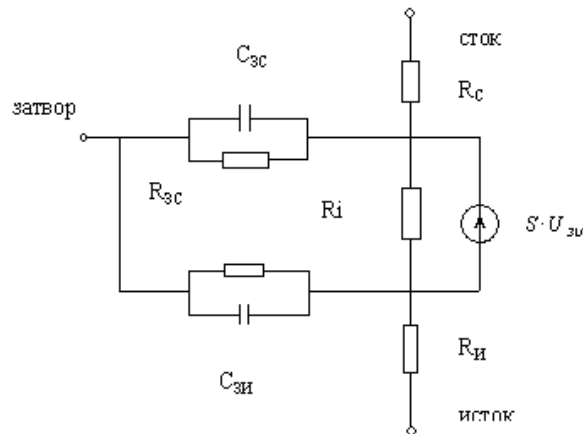 сток
C_ЗС
R_С
затвор
R_ЗС
Ri
S·U_зи
R_И
C_ЗИ
исток